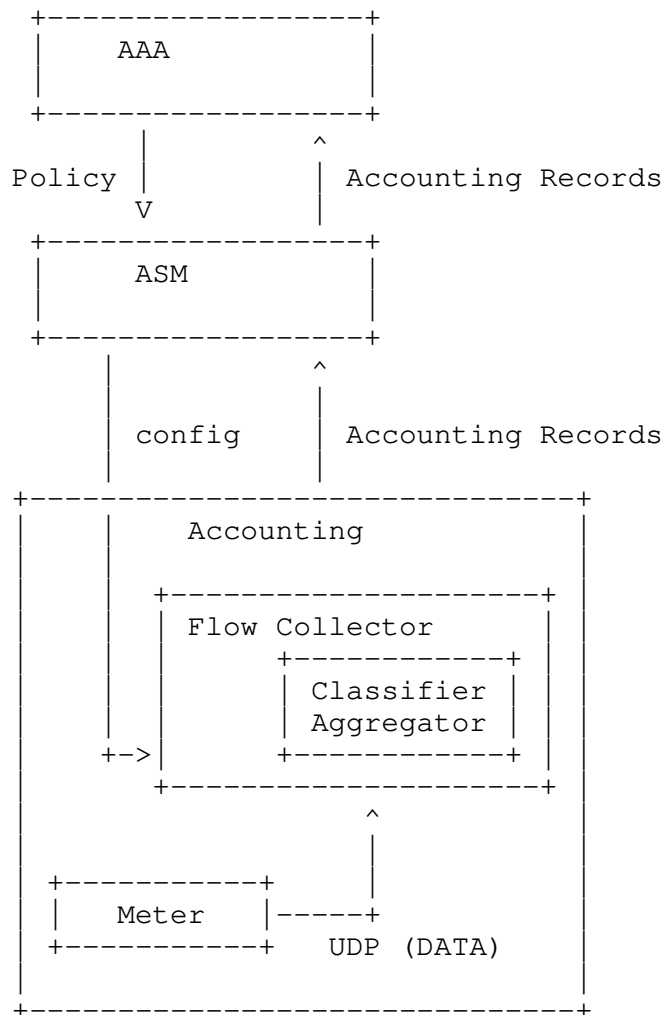 AAA
Policy
Accounting Records
V
ASM
config
Accounting Records
Accounting
Flow Collector
Classifier
Aggregator
Meter
UDP (DATA)